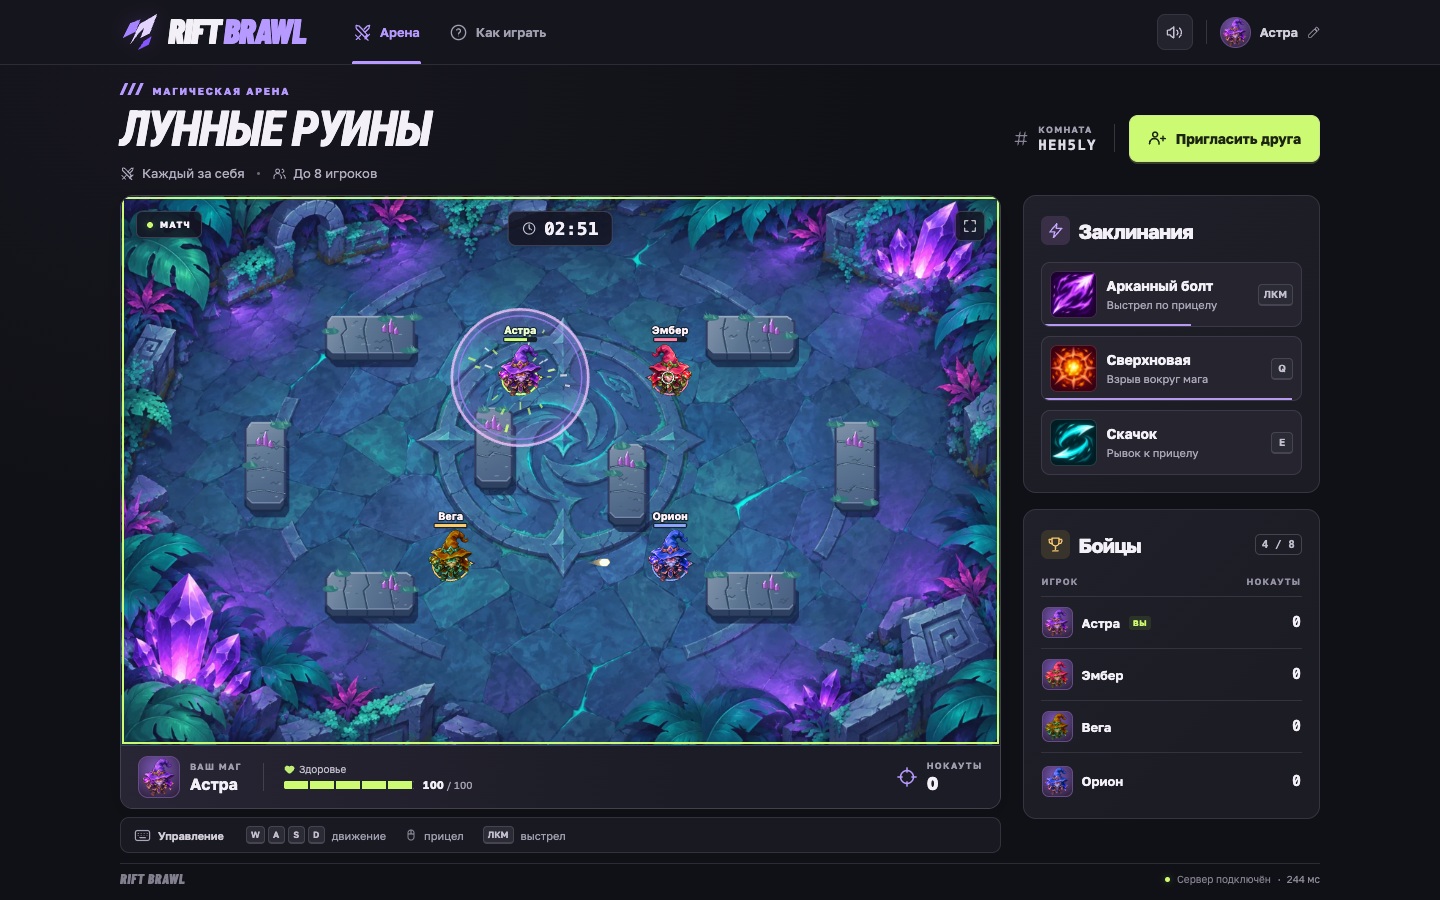 RIFT BRAWL
Арена
Как играть
Астра
/// МАГИЧЕСКАЯ АРЕНА
ЛУННЫЕ РУИНЫ
Каждый за себя • До 8 игроков
# КОМНАТА
HEH5LY
Пригласить друга
МАТЧ
02:51
Астра
Эмбер
Вега
Орион
ВАШ МАГ
Астра
Здоровье
100 / 100
НОКАУТЫ
0
Управление
W A S D движение
прицел
ЛКМ выстрел
Заклинания
Арканный болт
Выстрел по прицелу
ЛКМ
Сверхновая
Взрыв вокруг мага
Q
Скачок
Рывок к прицелу
E
Бойцы
4 / 8
ИГРОК НОКАУТЫ
Астра ВЫ 0
Эмбер 0
Вега 0
Орион 0
RIFT BRAWL
Сервер подключён · 244 мс